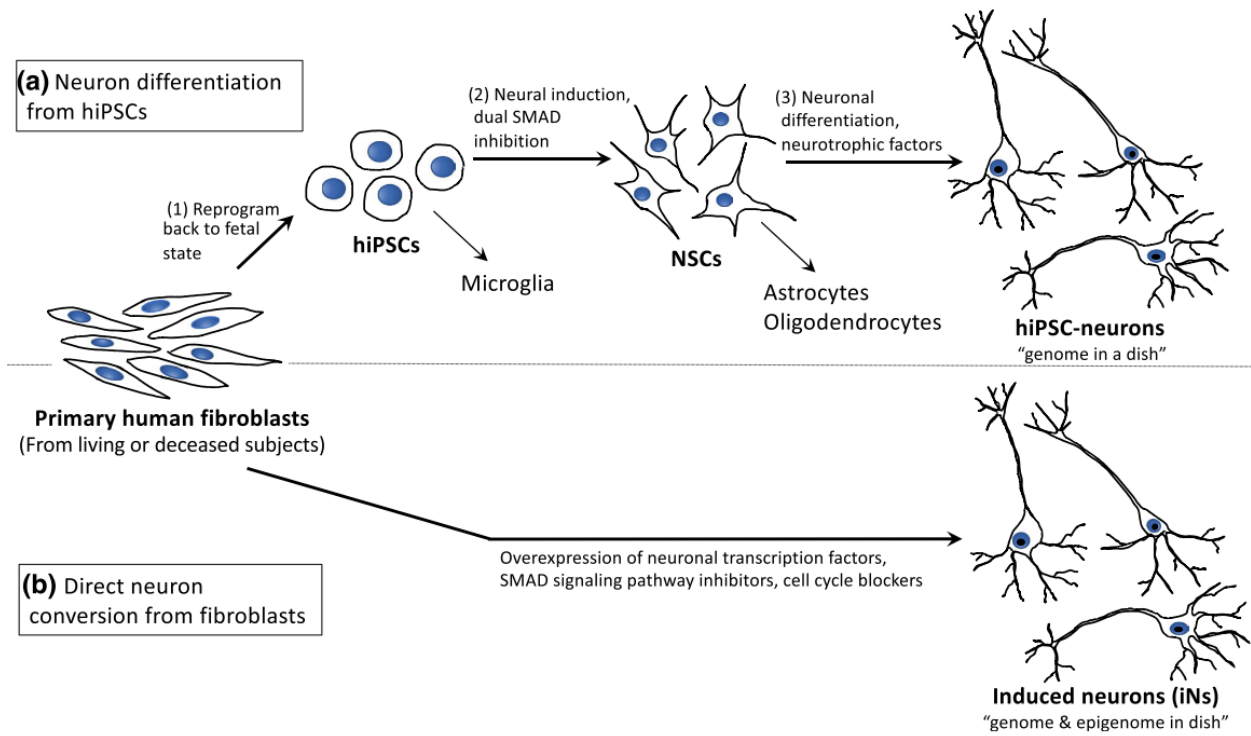 (a) Neuron differentiation
from hiPSCs
(1) Reprogram
back to fetal
state
hiPSCs
Microglia
(2) Neural induction,
dual SMAD
inhibition
NSCs
Astrocytes
Oligodendrocytes
(3) Neuronal
differentiation,
neurotrophic factors
hiPSC-neurons
“genome in a dish”
Primary human fibroblasts
(From living or deceased subjects)
(b) Direct neuron
conversion from fibroblasts
Overexpression of neuronal transcription factors,
SMAD signaling pathway inhibitors, cell cycle blockers
Induced neurons (iNs)
“genome & epigenome in dish”